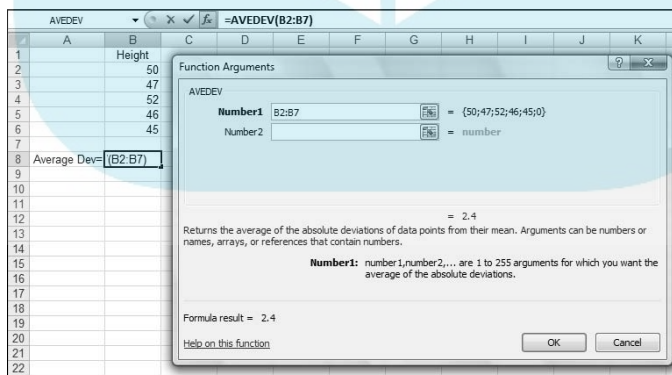 AVEDEV =AVEDEV(B2:B7)
A B C D E F G H I J K
1 Height
2 50
3 47
4 52
5 46
6 45
7
8 Average Dev= (B2:B7)
9
10
11
12
13
14
15
16
17
18
19
20
21
22
Function Arguments
AVEDEV
Number1 B2:B7 = {50;47;52;46;45;0}
Number2 = number
= 2.4
Returns the average of the absolute deviations of data points from their mean. Arguments can be numbers or
names, arrays, or references that contain numbers.
Number1: number1,number2,... are 1 to 255 arguments for which you want the
average of the absolute deviations.
Formula result = 2.4
Help on this function
OK Cancel